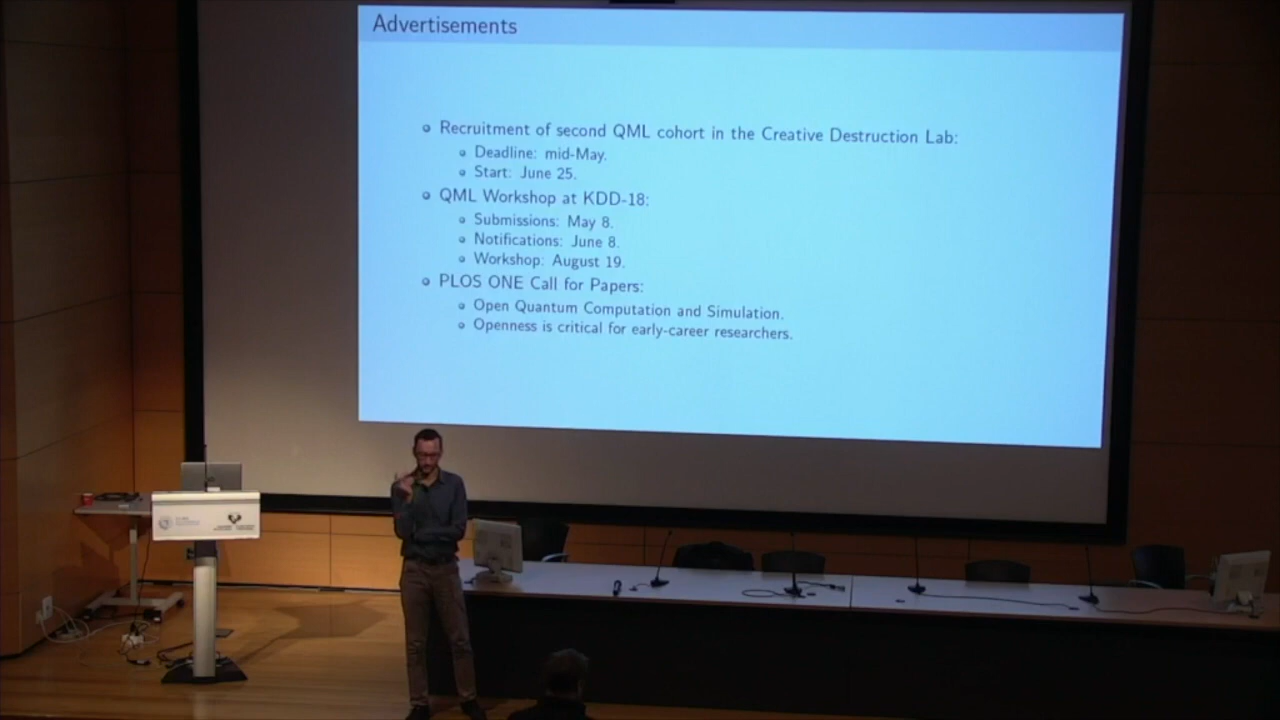 Advertisements
Recruitment of second QML cohort in the Creative Destruction Lab:
Deadline: mid-May.
Start: June 25.
QML Workshop at KDD-18:
Submissions: May 8.
Notifications: June 8.
Workshop: August 19.
PLOS ONE Call for Papers:
Open Quantum Computation and Simulation.
Openness is critical for early-career researchers.